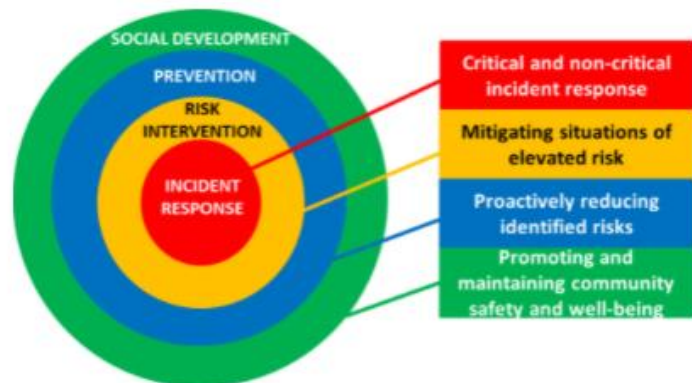 SOCIAL DEVELOPMENT
PREVENTION
RISK
INTERVENTION
INCIDENT
RESPONSE
Critical and non-critical
incident response
Mitigating situations of
elevated risk
Proactively reducing
identified risks
Promoting and
maintaining community
safety and well-being